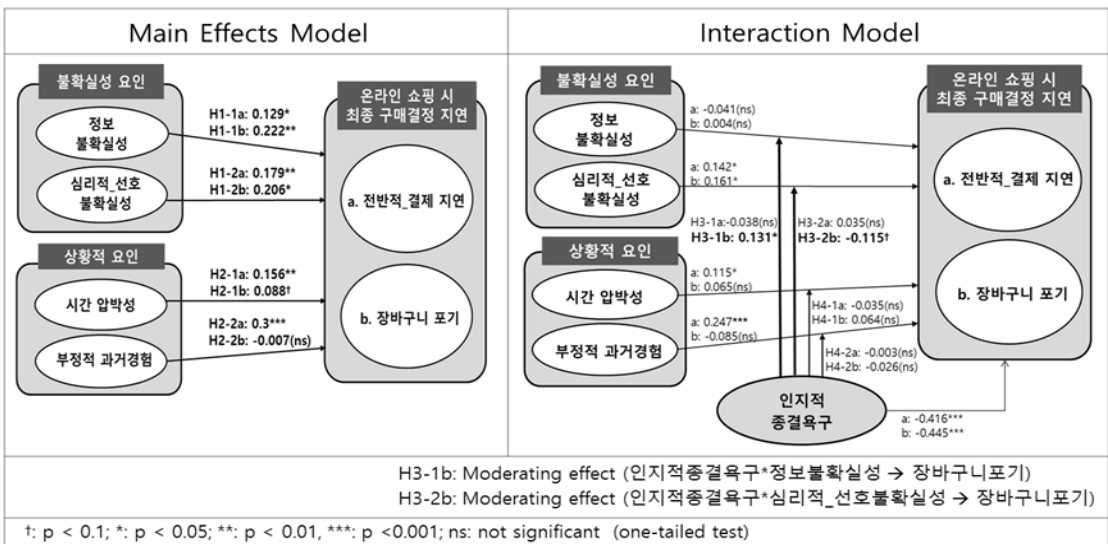 Main Effects Model
불확실성 요인
정보
불확실성
심리적_선호
불확실성
H1-1a: 0.129*
H1-1b: 0.222**
H1-2a: 0.179**
H1-2b: 0.206*
상황적 요인
시간 압박성
부정적 과거경험
H2-1a: 0.156**
H2-1b: 0.088†
H2-2a: 0.3***
H2-2b: -0.007(ns)
온라인 쇼핑 시
최종 구매결정 지연
a. 전반적_결제 지연
b. 장바구니 포기
Interaction Model
불확실성 요인
정보
불확실성
심리적_선호
불확실성
a: -0.041(ns)
b: 0.004(ns)
a: 0.142*
b: 0.161*
H3-1a:-0.038(ns)
H3-1b: 0.131*
H3-2a: 0.035(ns)
H3-2b: -0.115†
상황적 요인
시간 압박성
부정적 과거경험
a: 0.115*
b: 0.065(ns)
a: 0.247***
b: -0.085(ns)
H4-1a: -0.035(ns)
H4-1b: 0.064(ns)
H4-2a: -0.003(ns)
H4-2b: -0.026(ns)
인지적
종결욕구
a: -0.416***
b: -0.445***
온라인 쇼핑 시
최종 구매결정 지연
a. 전반적_결제 지연
b. 장바구니 포기
H3-1b: Moderating effect (인지적종결욕구*정보불확실성 → 장바구니포기)
H3-2b: Moderating effect (인지적종결욕구*심리적_선호불확실성 → 장바구니포기)
†: p < 0.1; *: p < 0.05; **: p < 0.01, ***: p <0.001; ns: not significant (one-tailed test)